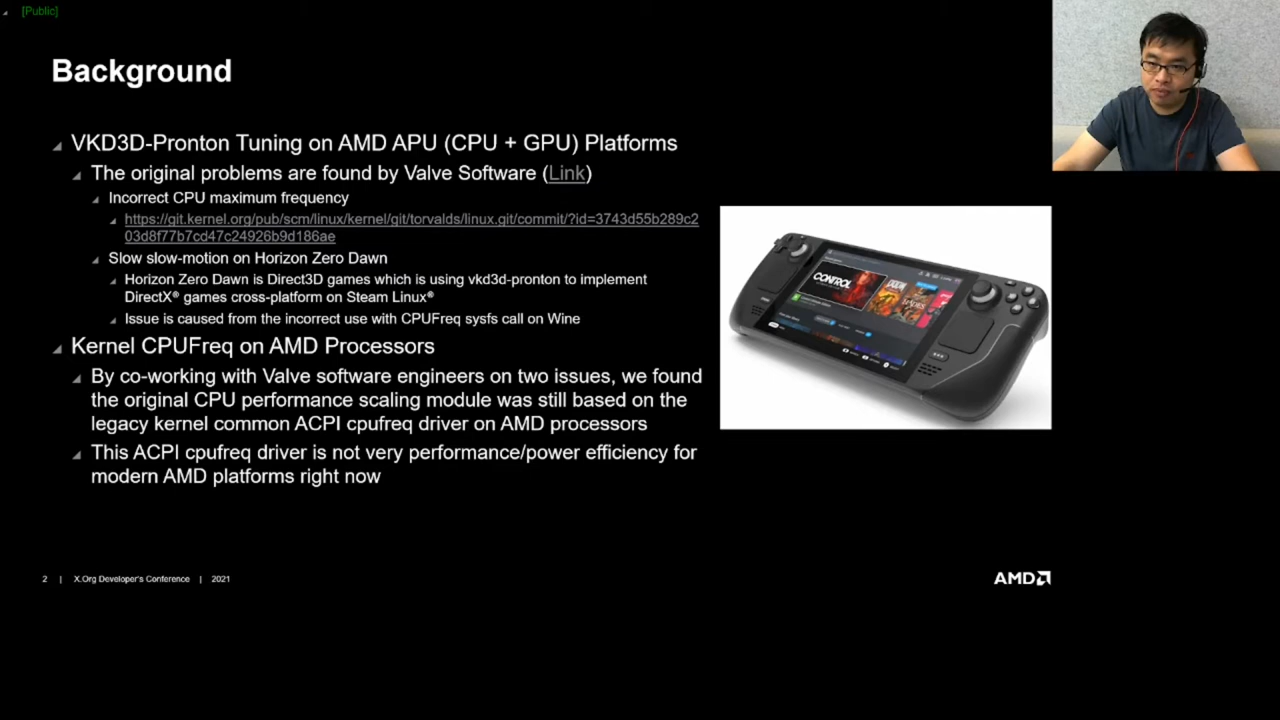 [Public]
Background
VKD3D-Pronton Tuning on AMD APU (CPU + GPU) Platforms
The original problems are found by Valve Software (Link)
Incorrect CPU maximum frequency
https://git.kernel.org/pub/scm/linux/kernel/git/torvalds/linux.git/commit/?id=3743d55b289c2
03d8f77b7cd47c24926b9d186ae
Slow slow-motion on Horizon Zero Dawn
Horizon Zero Dawn is Direct3D games which is using vkd3d-pronton to implement
DirectX® games cross-platform on Steam Linux®
Issue is caused from the incorrect use with CPUFreq sysfs call on Wine
Kernel CPUFreq on AMD Processors
By co-working with Valve software engineers on two issues, we found
the original CPU performance scaling module was still based on the
legacy kernel common ACPI cpufreq driver on AMD processors
This ACPI cpufreq driver is not very performance/power efficiency for
modern AMD platforms right now
CONTROL
DOOM
2 | X.Org Developer's Conference | 2021
AMD